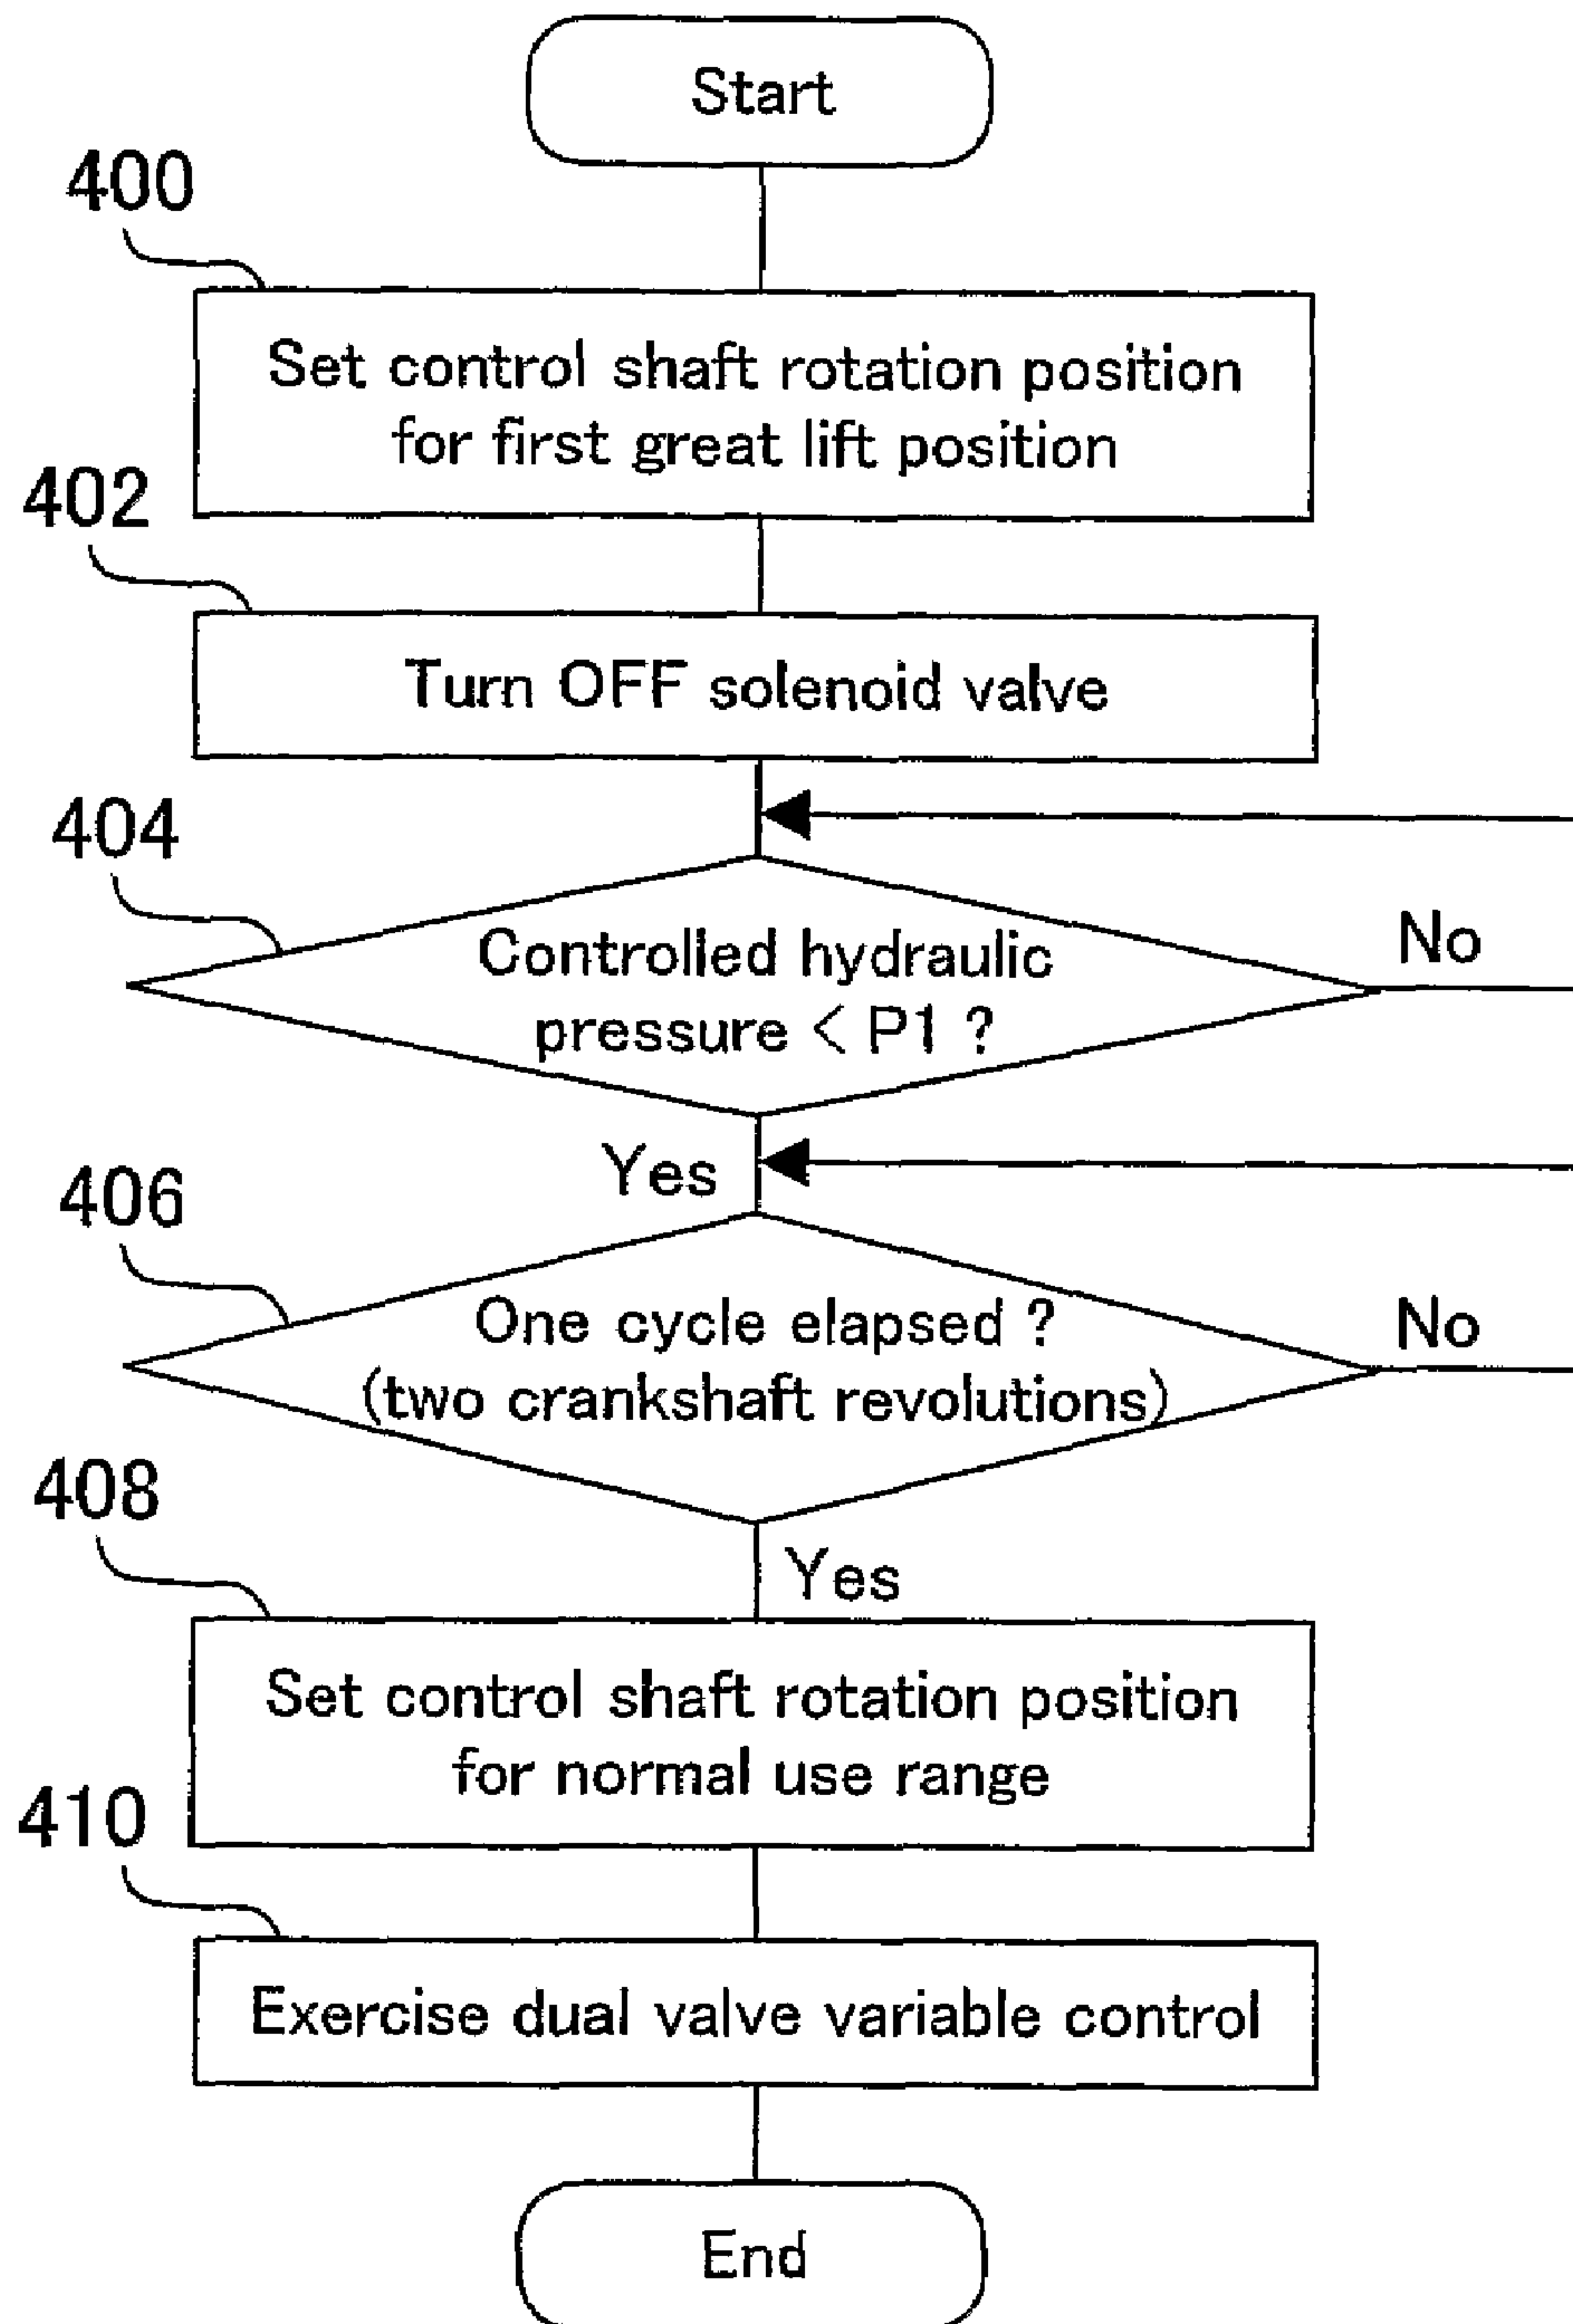 Start
400
Set control shaft rotation position
for first great lift position
402
Turn OFF solenoid valve
404
Controlled hydraulic
pressure < P1 ?
No
Yes
406
One cycle elapsed ?
(two crankshaft revolutions)
No
Yes
408
Set control shaft rotation position
for normal use range
410
Exercise dual valve variable control
End